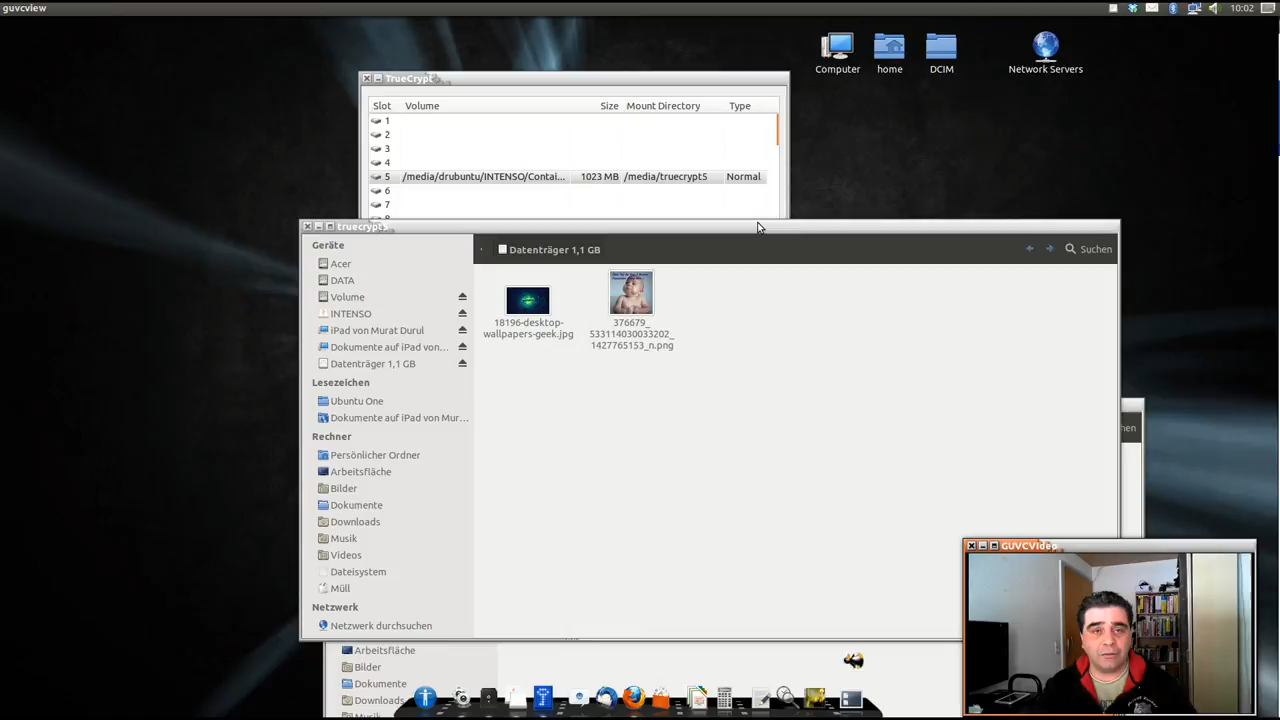 guvcview
10:02
Computer
home
DCIM
Network Servers
TrueCrypt
Slot Volume Size Mount Directory Type
1
2
3
4
5 /media/drubuntu/INTENSO/Contai... 1023 MB /media/truecrypt5 Normal
6
7
8
truecrypt5
Geräte
Acer
DATA
Volume
INTENSO
iPad von Murat Durul
Dokumente auf iPad von...
Datenträger 1,1 GB
Lesezeichen
Ubuntu One
Dokumente auf iPad von Mur...
Rechner
Persönlicher Ordner
Arbeitsfläche
Bilder
Dokumente
Downloads
Musik
Videos
Dateisystem
Müll
Netzwerk
Netzwerk durchsuchen
Datenträger 1,1 GB
Suchen
18196-desktop-
wallpapers-geek.jpg
376679_
533114030033202_
1427765153_n.png
hen
GUVCVideo
Arbeitsfläche
Bilder
Dokumente
Downloads
Musik